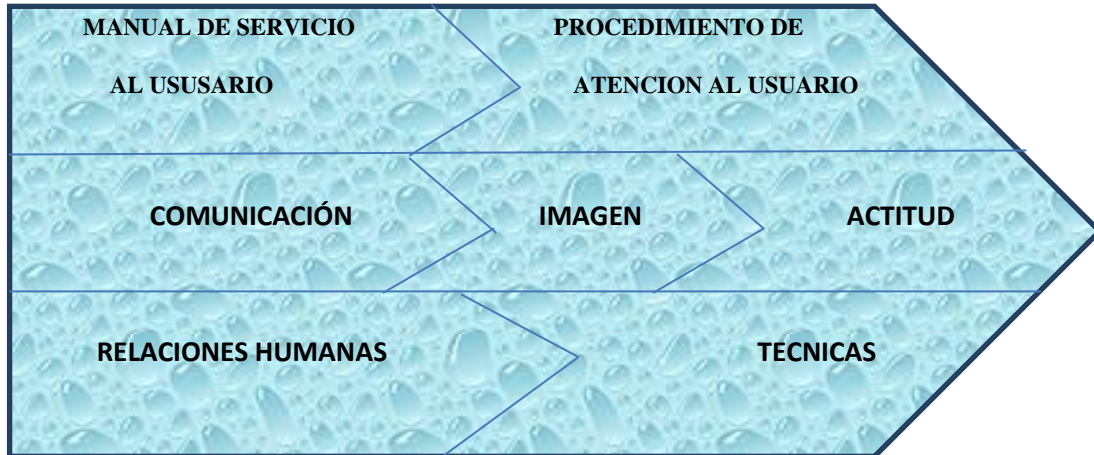 MANUAL DE SERVICIO
AL USUSARIO
PROCEDIMIENTO DE
ATENCION AL USUARIO
COMUNICACIÓN
IMAGEN
ACTITUD
RELACIONES HUMANAS
TECNICAS